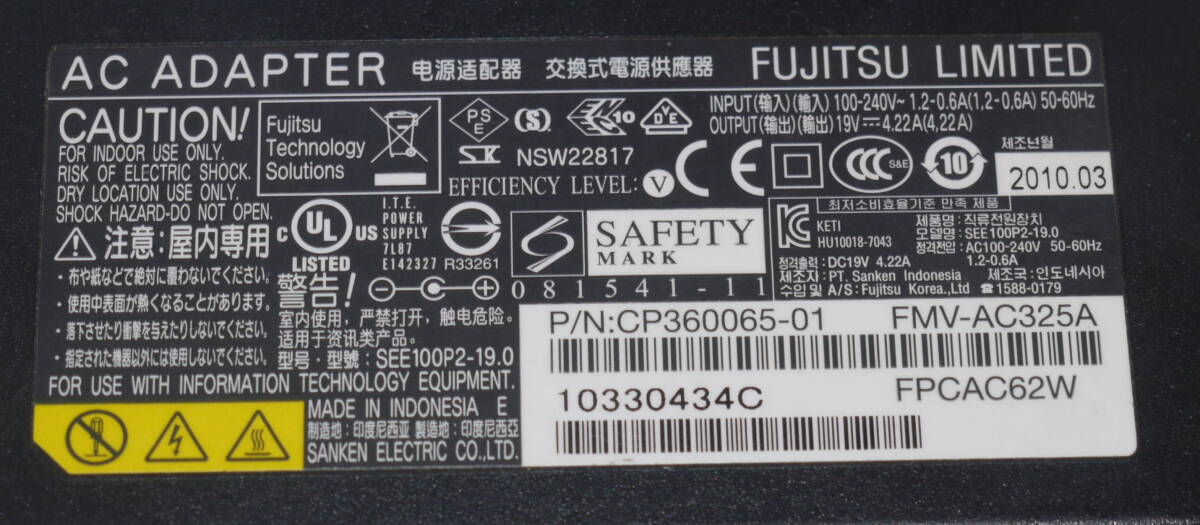 AC ADAPTER 电源适配器 交換式電源供應器 FUJITSU LIMITED
CAUTION!
FOR INDOOR USE ONLY.
RISK OF ELECTRIC SHOCK.
DRY LOCATION USE ONLY.
SHOCK HAZARD-DO NOT OPEN.
注意:屋内専用
・布や紙などで絶対に覆わないでください。
・使用中表面が熱くなることがあります。
・落下させたり衝撃を与えたりしないでください。
・指定された機器以外には使用しないでください。
Fujitsu
Technology
Solutions
PS
E
S
10
DVE
NSW22817
EFFICIENCY LEVEL: V
CE
INPUT(输入)(輸入) 100-240V~ 1.2-0.6A(1,2-0,6A) 50-60Hz
OUTPUT(输出)(輸出) 19V 4.22A(4,22A)
CCC S&E
10
제조년월
2010.03
C UL US
LISTED
I.T.E.
POWER
SUPPLY
7L87
E142327
R33261
SAFETY
MARK
081541-11
警告!
室内使用，严禁打开，触电危险。
适用于资讯类产品。
型号・型號: SEE100P2-19.0
최저소비효율기준 만족 제품
KC
KETI
HU10018-7043
제품명: 직류전원장치
모델명: SEE100P2-19.0
정격전압: AC100-240V 50-60Hz
1.2-0.6A
정격출력: DC19V 4.22A
제조자: PT. Sanken Indonesia 제조국: 인도네시아
수입 및 A/S: Fujitsu Korea.,Ltd ☎1588-0179
FOR USE WITH INFORMATION TECHNOLOGY EQUIPMENT.
MADE IN INDONESIA E
制造地: 印度尼西亚 製造地: 印度尼西亞
SANKEN ELECTRIC CO.,LTD.
P/N:CP360065-01 FMV-AC325A
10330434C FPCAC62W